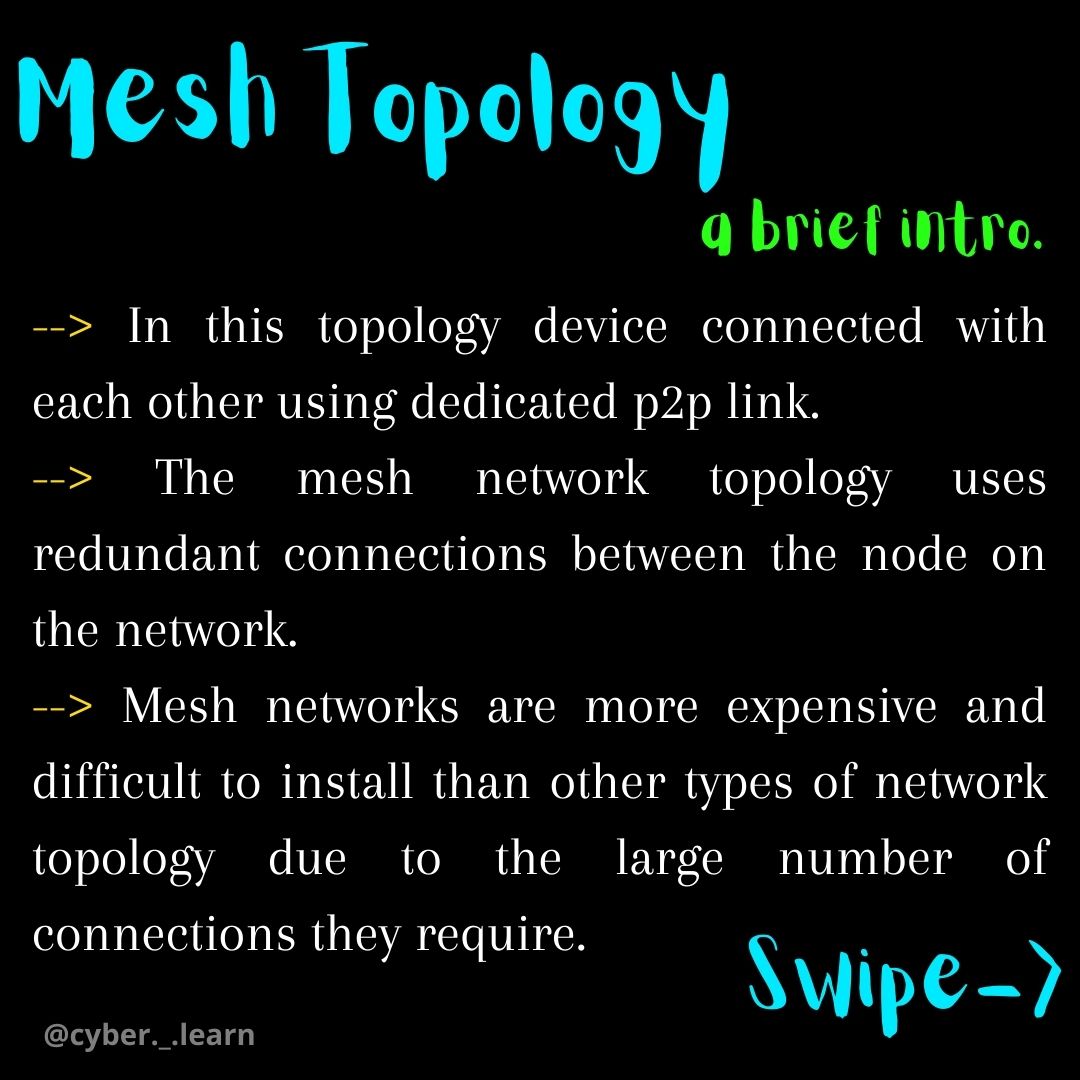 Mesh Topology
a brief intro.
--> In this topology device connected with
each other using dedicated p2p link.
--> The mesh network topology uses
redundant connections between the node on
the network.
--> Mesh networks are more expensive and
difficult to install than other types of network
topology due to the large number of
connections they require.
Swipe->
@cyber._.learn